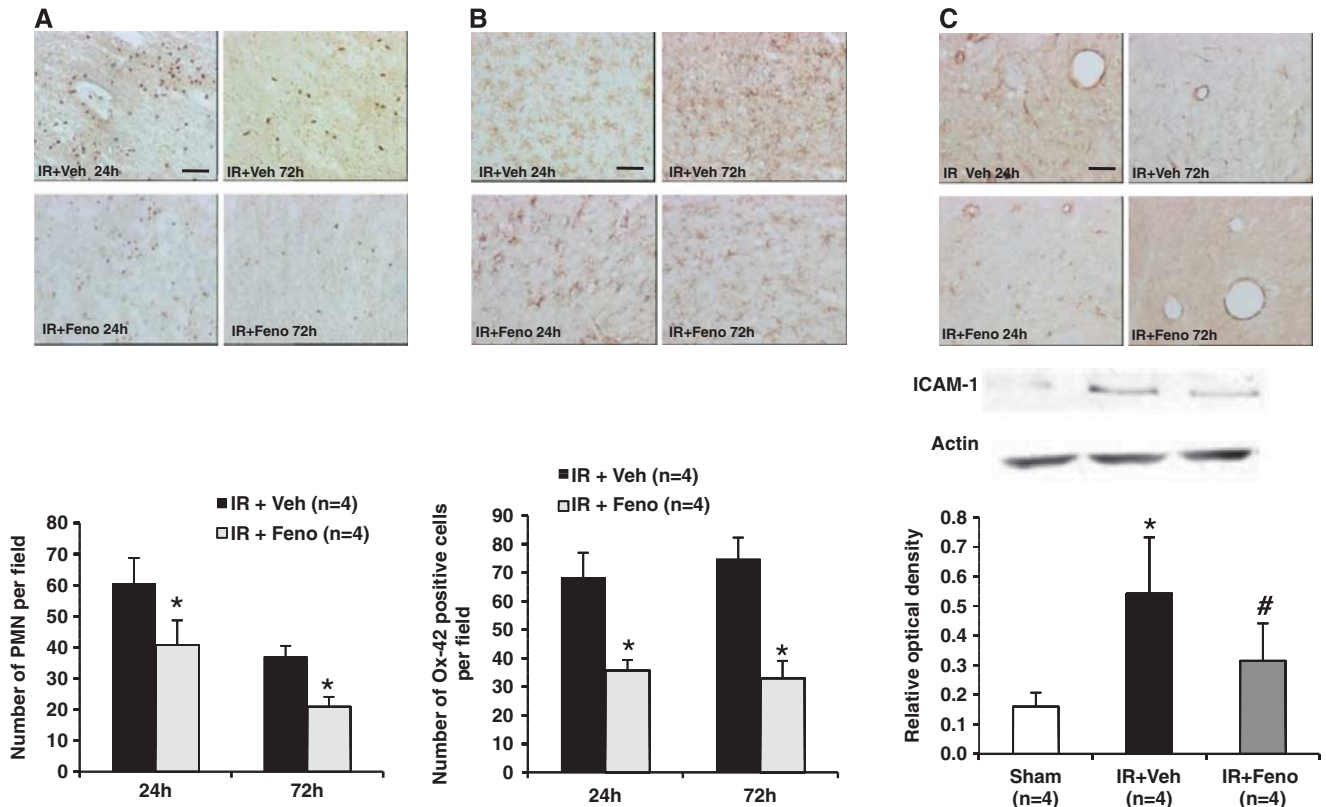 A
B
C
IR+Veh 24h
IR+Veh 72h
IR+Veh 24h
IR+Veh 72h
IR Veh 24h
IR+Veh 72h
IR+Feno 24h
IR+Feno 72h
IR+Feno 24h
IR+Feno 72h
IR+Feno 24h
IR+Feno 72h
ICAM-1
Actin
Number of PMN per field
IR + Veh (n=4)
IR + Feno (n=4)
80
70
60
50
40
30
20
10
0
*
*
24h
72h
Number of Ox-42 positive cells
per field
IR + Veh (n=4)
IR + Feno (n=4)
90
80
70
60
50
40
30
20
10
0
*
*
24h
72h
Relative optical density
0.8
0.7
0.6
0.5
0.4
0.3
0.2
0.1
0.0
*
#
Sham
(n=4)
IR+Veh
(n=4)
IR+Feno
(n=4)